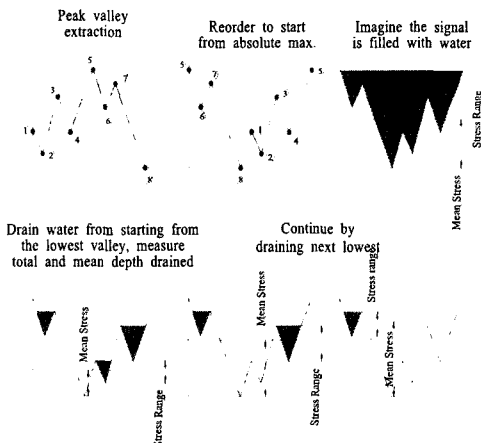 Peak valley
extraction
Reorder to start
from absolute max.
Imagine the signal
is filled with water
1
2
3
4
5
6
7
8
5
7
6
8
1
2
3
4
5
Stress Range
Mean Stress
Drain water from starting from
the lowest valley, measure
total and mean depth drained
Continue by
draining next lowest
Mean Stress
Stress Range
Mean Stress
Stress Range
Stress range
Mean Stress